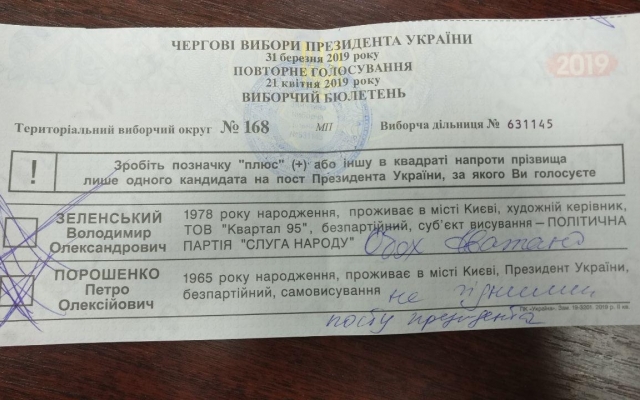 ЧЕРГОВІ ВИБОРИ ПРЕЗИДЕНТА УКРАЇНИ
31 березня 2019 року
ПОВТОРНЕ ГОЛОСУВАННЯ
21 квітня 2019 року
ВИБОРЧИЙ БЮЛЕТЕНЬ
2019
Територіальний виборчий округ № 168 МП Виборча дільниця № 631145
! Зробіть позначку "плюс" (+) або іншу в квадраті напроти прізвища
лише одного кандидата на пост Президента України, за якого Ви голосуєте
ЗЕЛЕНСЬКИЙ
Володимир
Олександрович
1978 року народження, проживає в місті Києві, художній керівник,
ТОВ "Квартал 95", безпартійний, суб'єкт висування – ПОЛІТИЧНА
ПАРТІЯ "СЛУГА НАРОДУ"
ПОРОШЕНКО
Петро
Олексійович
1965 року народження, проживає в місті Києві, Президент України,
безпартійний, самовисування не
посту президента